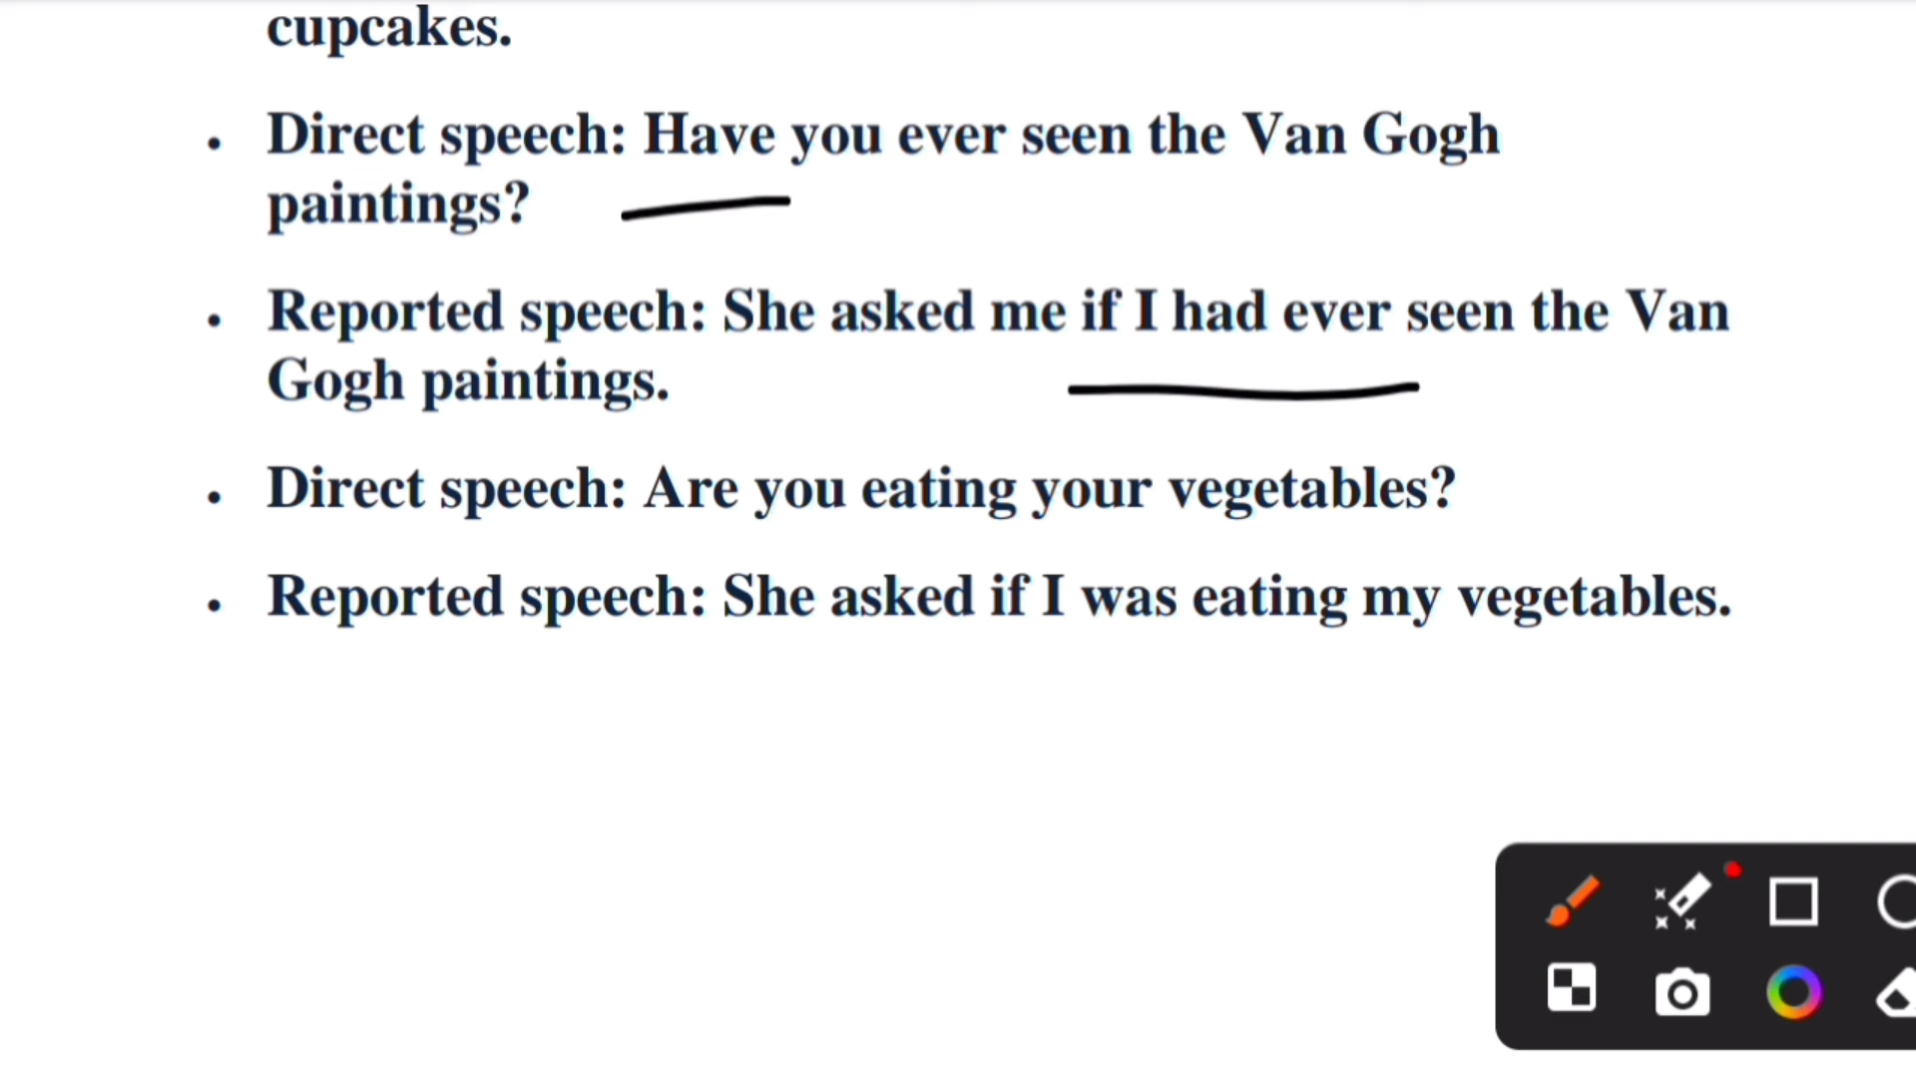 cupcakes.
• Direct speech: Have you ever seen the Van Gogh
paintings?
• Reported speech: She asked me if I had ever seen the Van
Gogh paintings.
• Direct speech: Are you eating your vegetables?
• Reported speech: She asked if I was eating my vegetables.